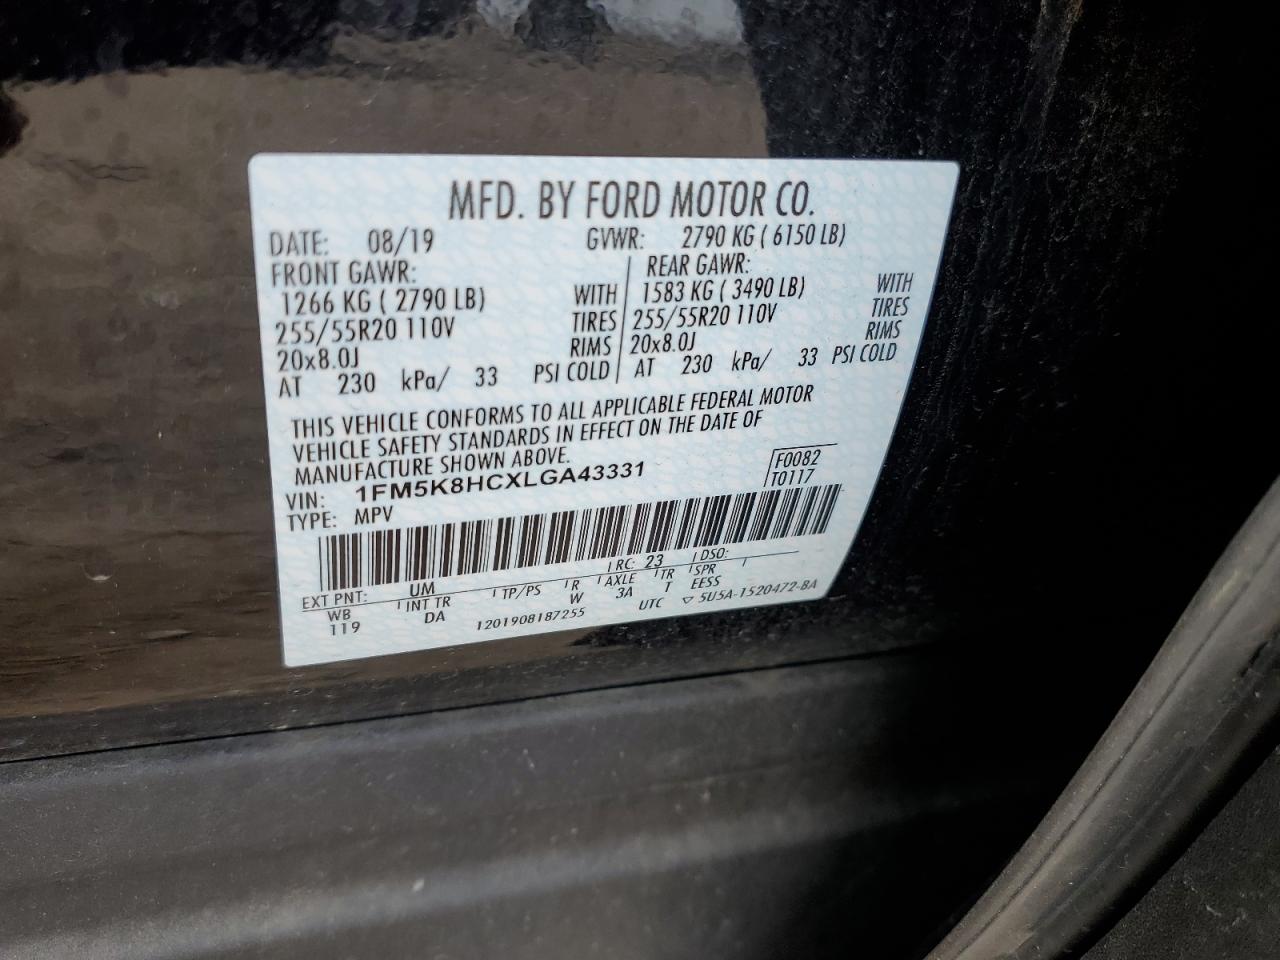 MFD. BY FORD MOTOR CO.
DATE: 08/19 GVWR: 2790 KG ( 6150 LB)
FRONT GAWR: REAR GAWR:
1266 KG ( 2790 LB) WITH 1583 KG ( 3490 LB) WITH
255/55R20 110V TIRES 255/55R20 110V TIRES
20x8.0J RIMS 20x8.0J RIMS
AT 230 kPa/ 33 PSI COLD AT 230 kPa/ 33 PSI COLD
THIS VEHICLE CONFORMS TO ALL APPLICABLE FEDERAL MOTOR
VEHICLE SAFETY STANDARDS IN EFFECT ON THE DATE OF
MANUFACTURE SHOWN ABOVE.
VIN: 1FM5K8HCXLGA43331 F0082
TYPE: MPV T0117
EXT PNT: UM RC: 23 DSO:
WB INT TR TP/PS R AXLE TR SPR
119 DA W 3A T EESS
1201908187255 UTC ▽ 5U5A-1520472-BA